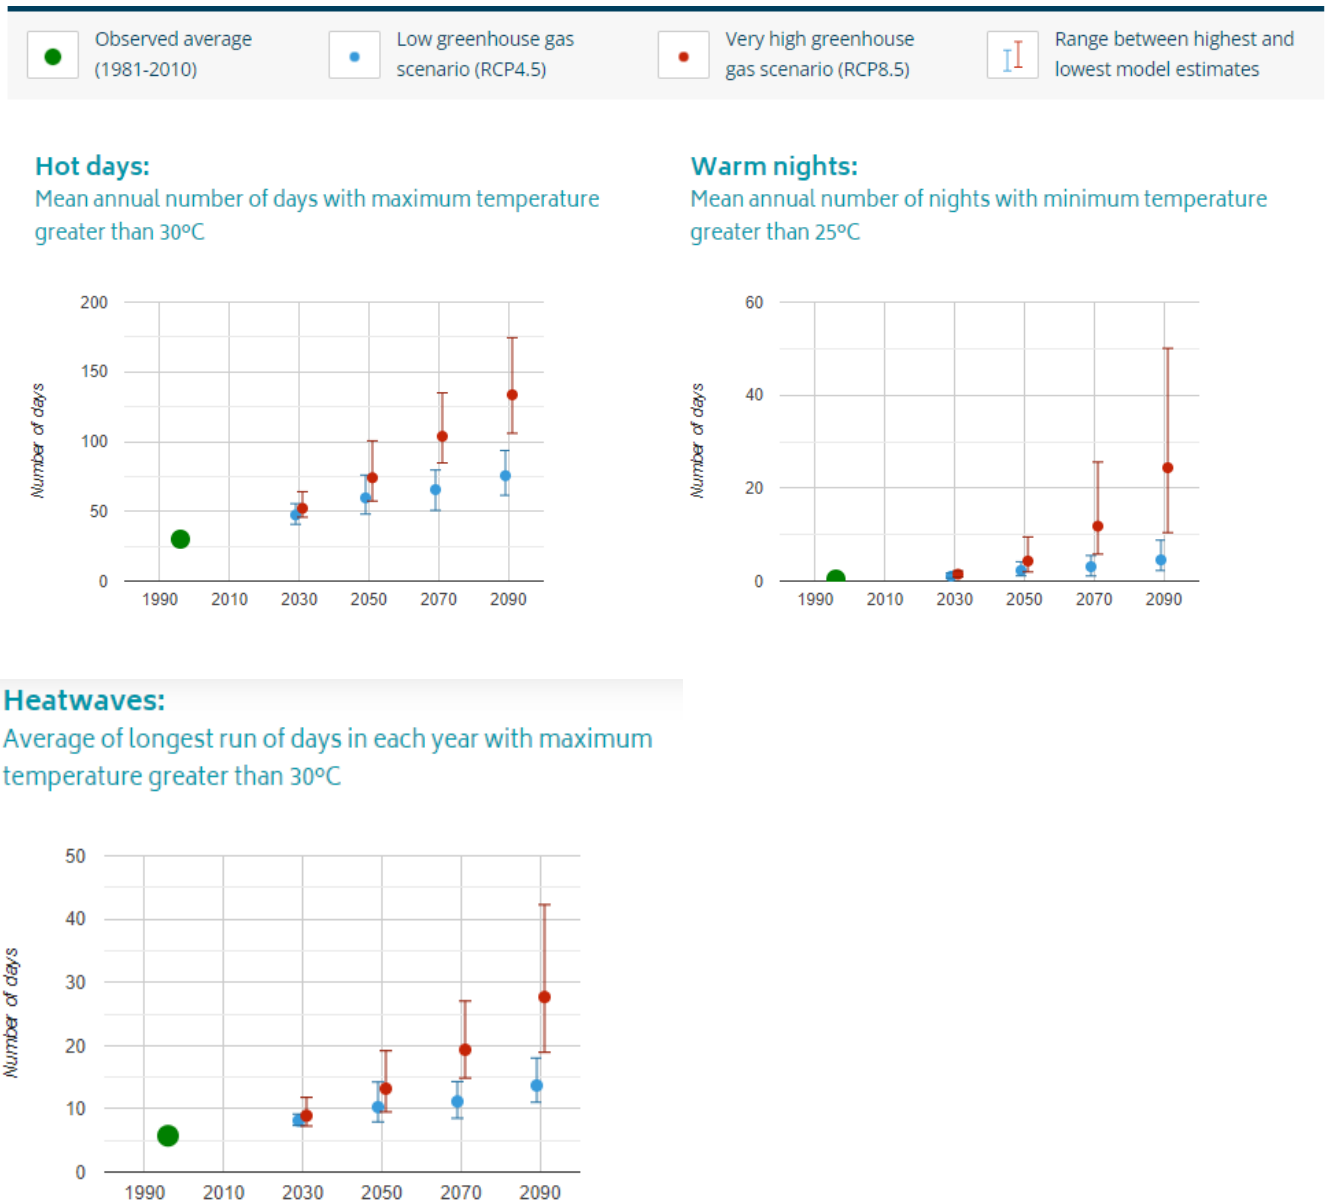 Observed average
(1981-2010)
Low greenhouse gas
scenario (RCP4.5)
Very high greenhouse
gas scenario (RCP8.5)
Range between highest and
lowest model estimates
Hot days:
Mean annual number of days with maximum temperature
greater than 30ºC
200
150
100
50
0
Number of days
1990 2010 2030 2050 2070 2090
Warm nights:
Mean annual number of nights with minimum temperature
greater than 25ºC
60
40
20
0
Number of days
1990 2010 2030 2050 2070 2090
Heatwaves:
Average of longest run of days in each year with maximum
temperature greater than 30ºC
50
40
30
20
10
0
Number of days
1990 2010 2030 2050 2070 2090